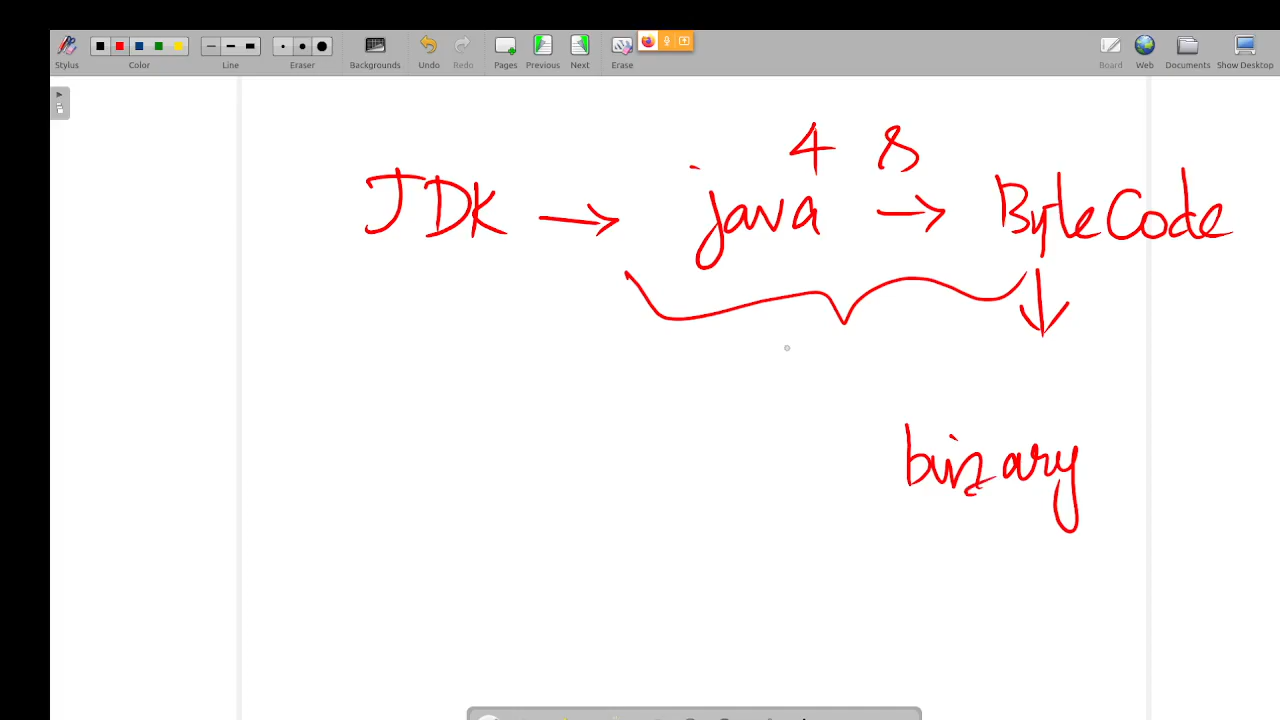 Stylus Color Line Eraser Backgrounds Undo Redo Pages Previous Next Erase Board Web Documents Show Desktop
4 8
JDK → java → ByteCode
↓
binary